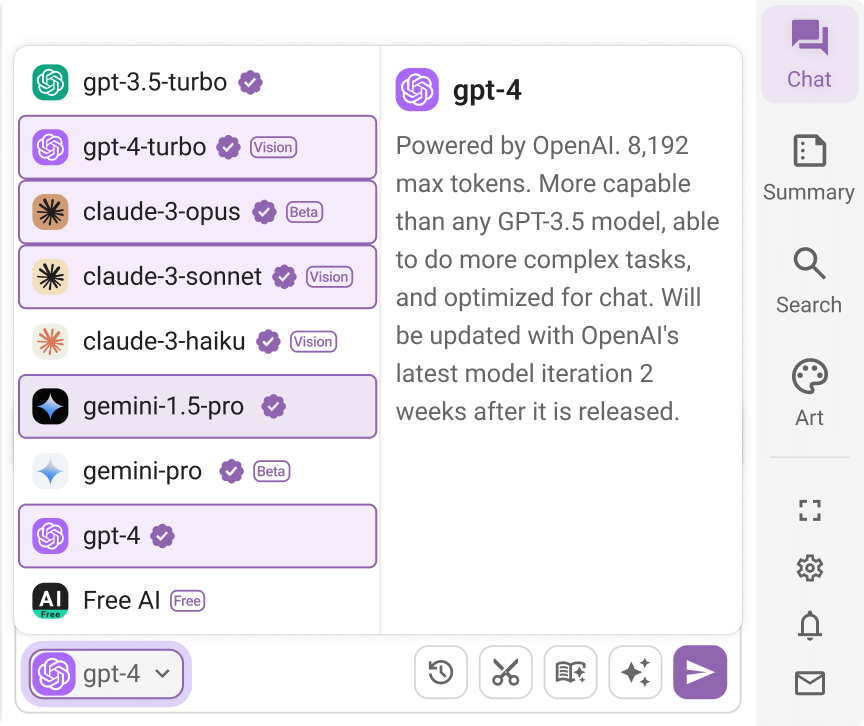 gpt-3.5-turbo
gpt-4-turbo Vision
claude-3-opus Beta
claude-3-sonnet Vision
claude-3-haiku Vision
gemini-1.5-pro
gemini-pro Beta
gpt-4
AI Free Free AI Free
gpt-4
gpt-4
Powered by OpenAI. 8,192
max tokens. More capable
than any GPT-3.5 model, able
to do more complex tasks,
and optimized for chat. Will
be updated with OpenAI's
latest model iteration 2
weeks after it is released.
Chat
Summary
Search
Art